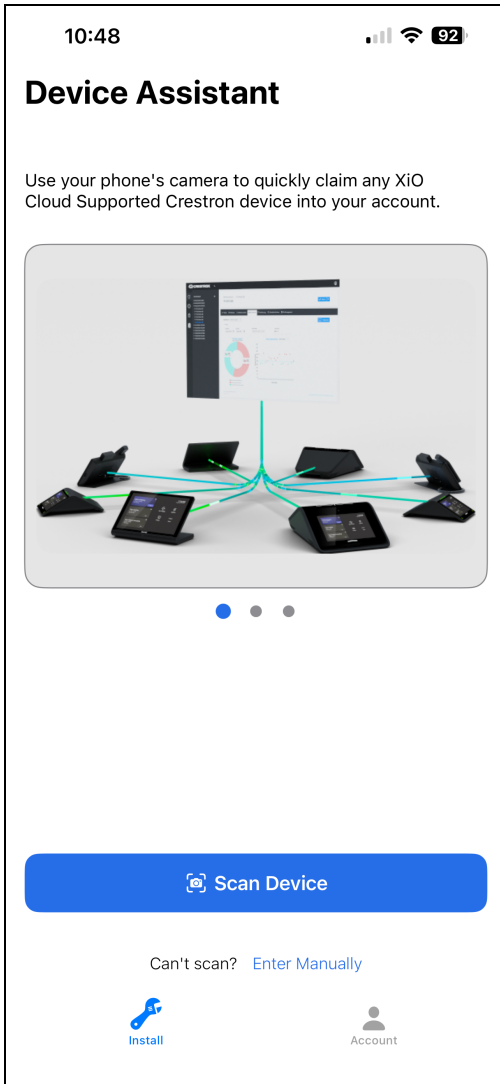 10:48
92
Device Assistant
Use your phone's camera to quickly claim any XiO
Cloud Supported Crestron device into your account.
Scan Device
Can't scan? Enter Manually
Install
Account